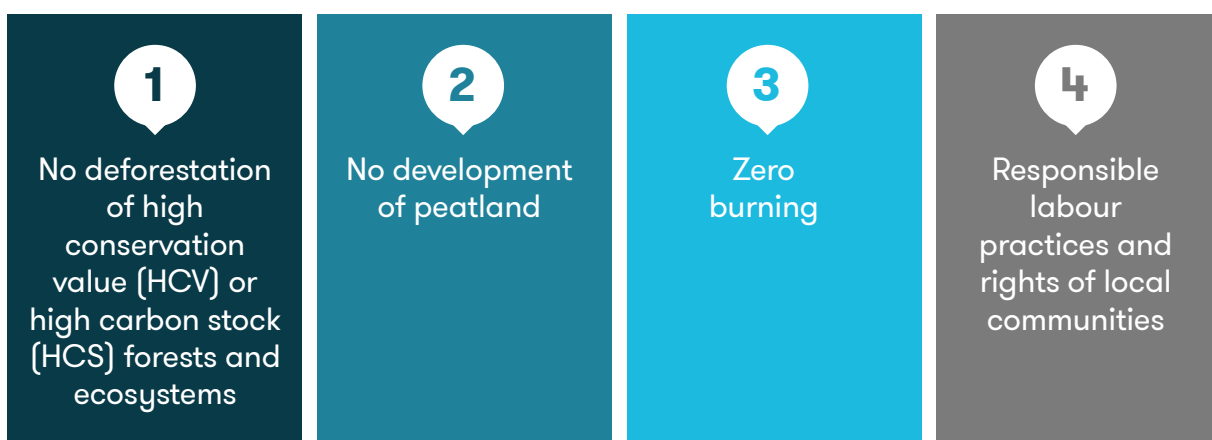 1
No deforestation
of high
conservation
value (HCV) or
high carbon stock
(HCS) forests and
ecosystems
2
No development
of peatland
3
Zero
burning
4
Responsible
labour
practices and
rights of local
communities